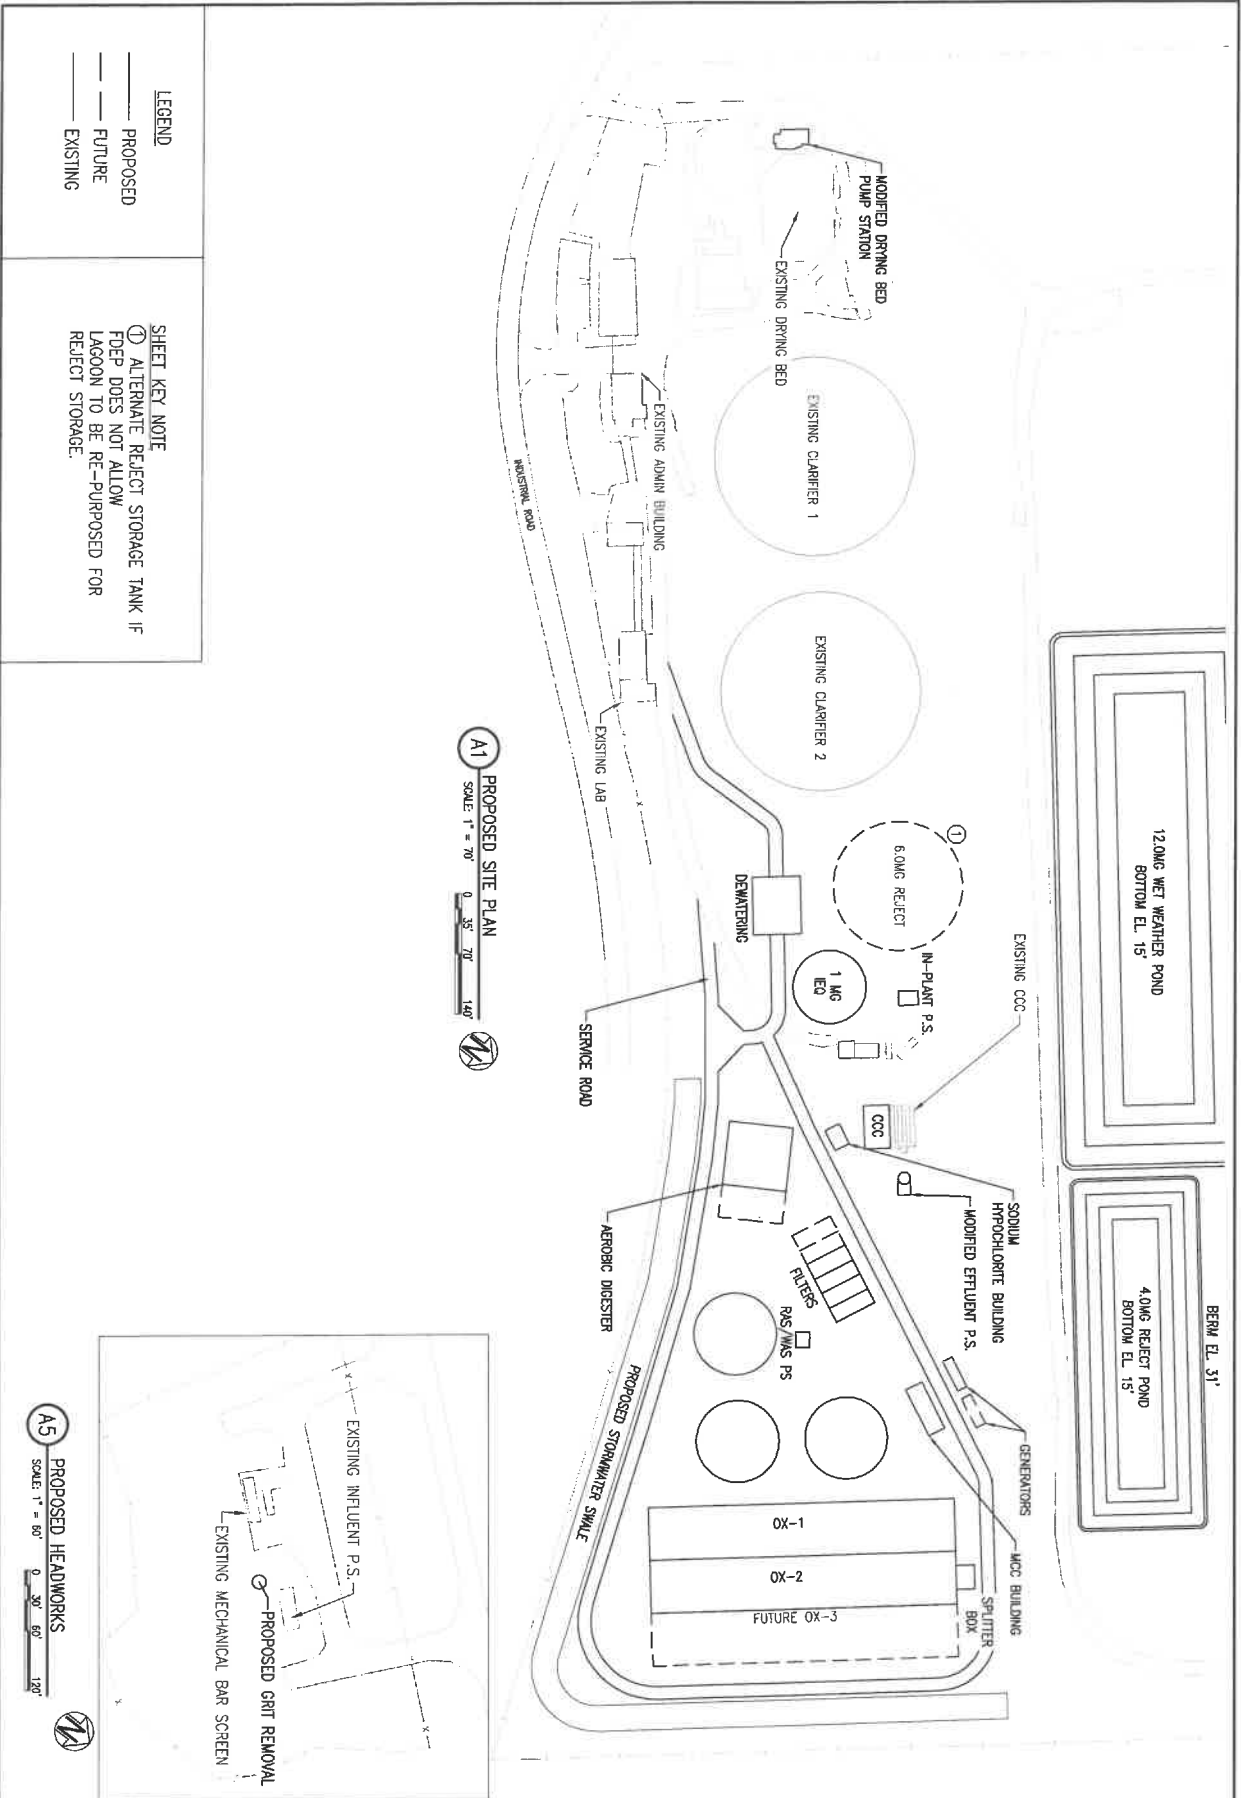 12.0MG WET WEATHER POND
BOTTOM EL. 15'
BERM EL. 31'
4.0MG REJECT POND
BOTTOM EL. 15'
MODIFIED DRYING BED
PUMP STATION
EXISTING DRYING BED
EXISTING CLARIFIER 1
EXISTING CLARIFIER 2
1
6.0MG REJECT
EXISTING CCC
IN-PLANT P.S.
1 MG
IEQ
DEWATERING
CCC
SODIUM
HYPOCHLORITE BUILDING
MODIFIED EFFLUENT P.S.
GENERATORS
MCC BUILDING
SPLITTER
BOX
FILTERS
RAS/WAS PS
OX-1
OX-2
FUTURE OX-3
EXISTING ADMIN BUILDING
INDUSTRIAL ROAD
EXISTING LAB
SERVICE ROAD
AEROBIC DIGESTER
PROPOSED STORMWATER SWALE
A1
PROPOSED SITE PLAN
SCALE: 1" = 70'
0 35' 70' 140'
N
EXISTING INFLUENT P.S.
PROPOSED GRIT REMOVAL
EXISTING MECHANICAL BAR SCREEN
A5
PROPOSED HEADWORKS
SCALE: 1" = 60'
0 30' 60' 120'
N
LEGEND
PROPOSED
FUTURE
EXISTING
SHEET KEY NOTE
1 ALTERNATE REJECT STORAGE TANK IF
FDEP DOES NOT ALLOW
LAGOON TO BE RE-PURPOSED FOR
REJECT STORAGE.